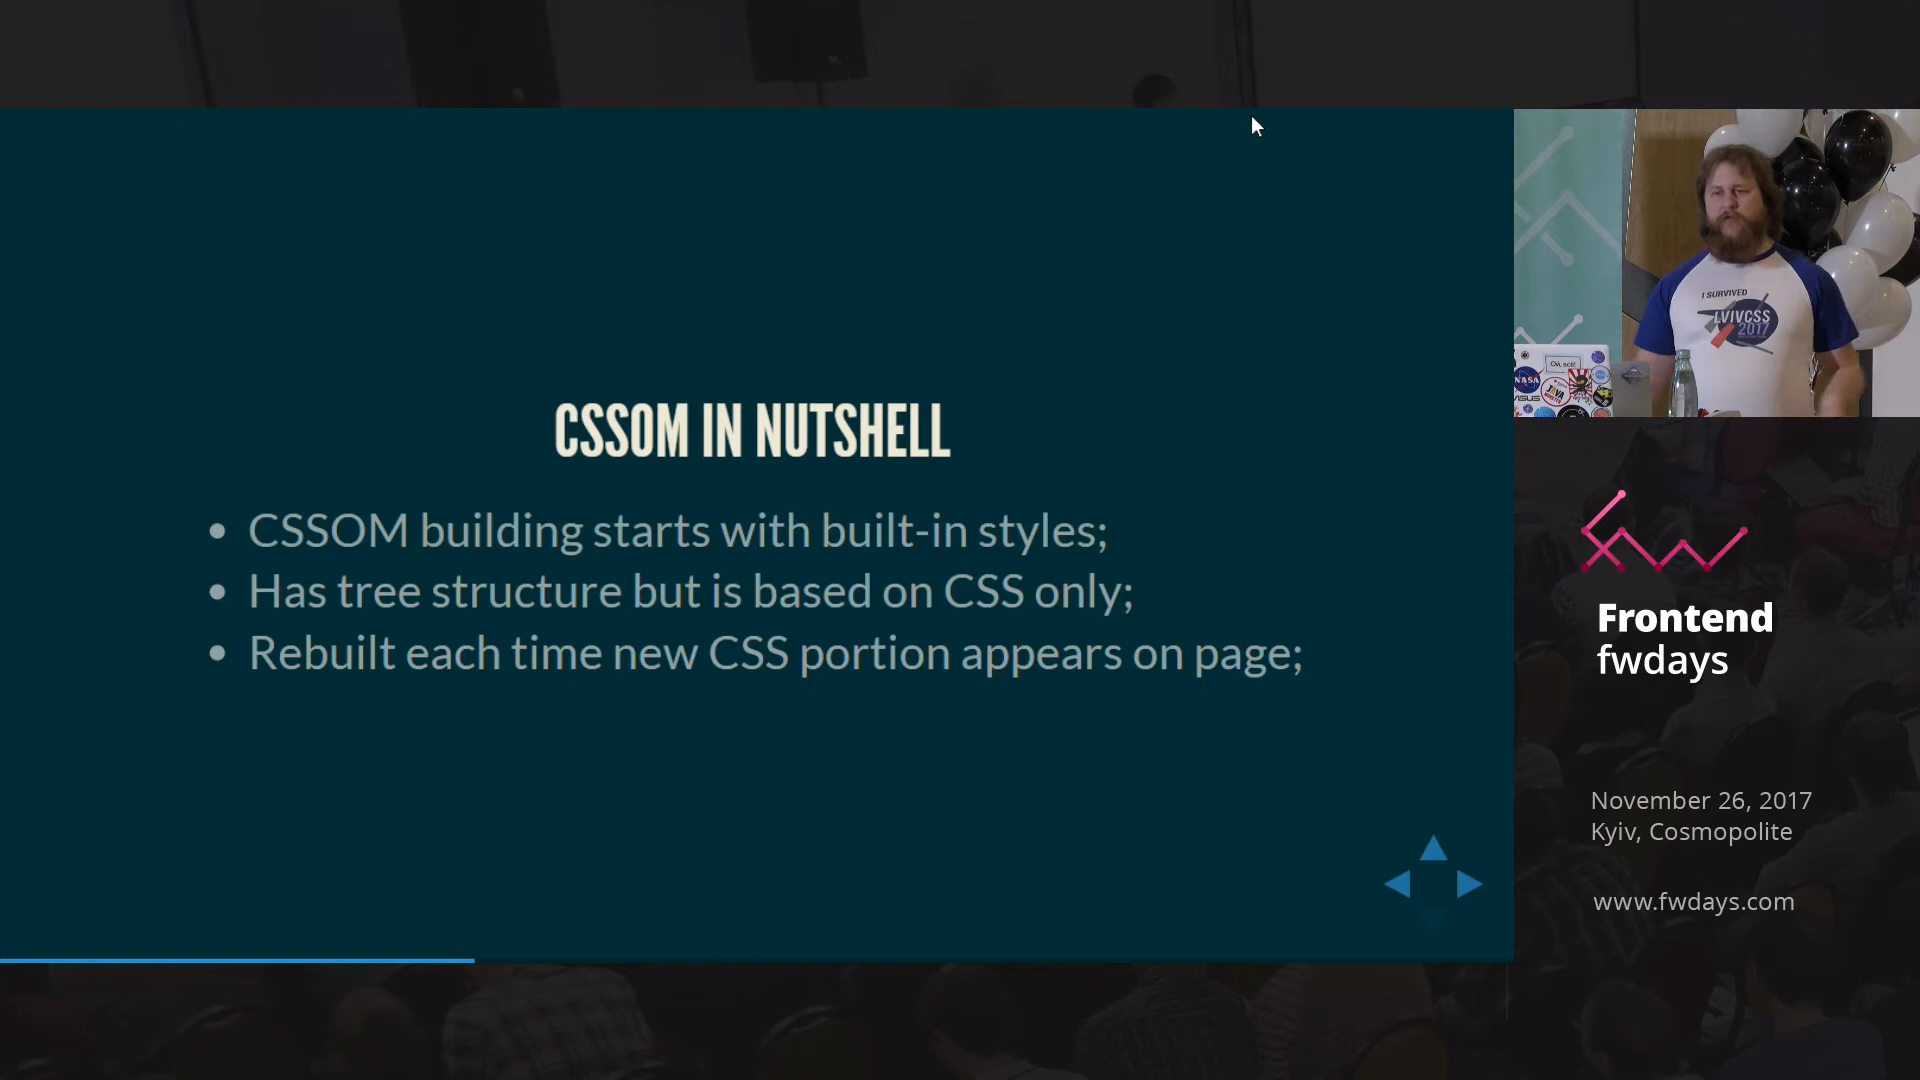 CSSOM IN NUTSHELL
• CSSOM building starts with built-in styles;
• Has tree structure but is based on CSS only;
• Rebuilt each time new CSS portion appears on page;
I SURVIVED
LVIVCSS
2017
NASA
JAVA
ASUS
Frontend
fwdays
November 26, 2017
Kyiv, Cosmopolite
www.fwdays.com